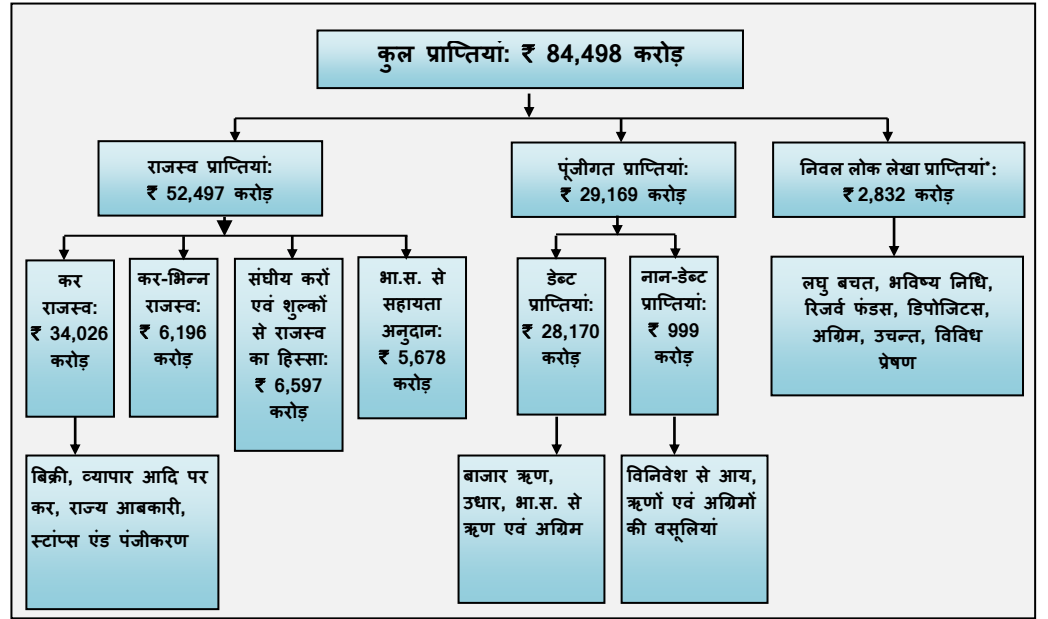 कुल प्राप्तियां: ₹ 84,498 करोड़
राजस्व प्राप्तियां:
₹ 52,497 करोड़
पूंजीगत प्राप्तियां:
₹ 29,169 करोड़
निवल लोक लेखा प्राप्तियां*:
₹ 2,832 करोड़
कर
राजस्व:
₹ 34,026
करोड़
कर-भिन्न
राजस्व:
₹ 6,196
करोड़
संघीय करों
एवं शुल्कों
से राजस्व
का हिस्सा:
₹ 6,597
करोड़
भा.स. से
सहायता
अनुदान:
₹ 5,678
करोड़
डेब्ट
प्राप्तियां:
₹ 28,170
करोड़
नान-डेब्ट
प्राप्तियां:
₹ 999
करोड़
लघु बचत, भविष्य निधि,
रिजर्व फंडस, डिपोजिटस,
अग्रिम, उचन्त, विविध
प्रेषण
बिक्री, व्यापार आदि पर
कर, राज्य आबकारी,
स्टांप्स एंड पंजीकरण
बाजार ऋण,
उधार, भा.स. से
ऋण एवं अग्रिम
विनिवेश से आय,
ऋणों एवं अग्रिमों
की वसूलियां